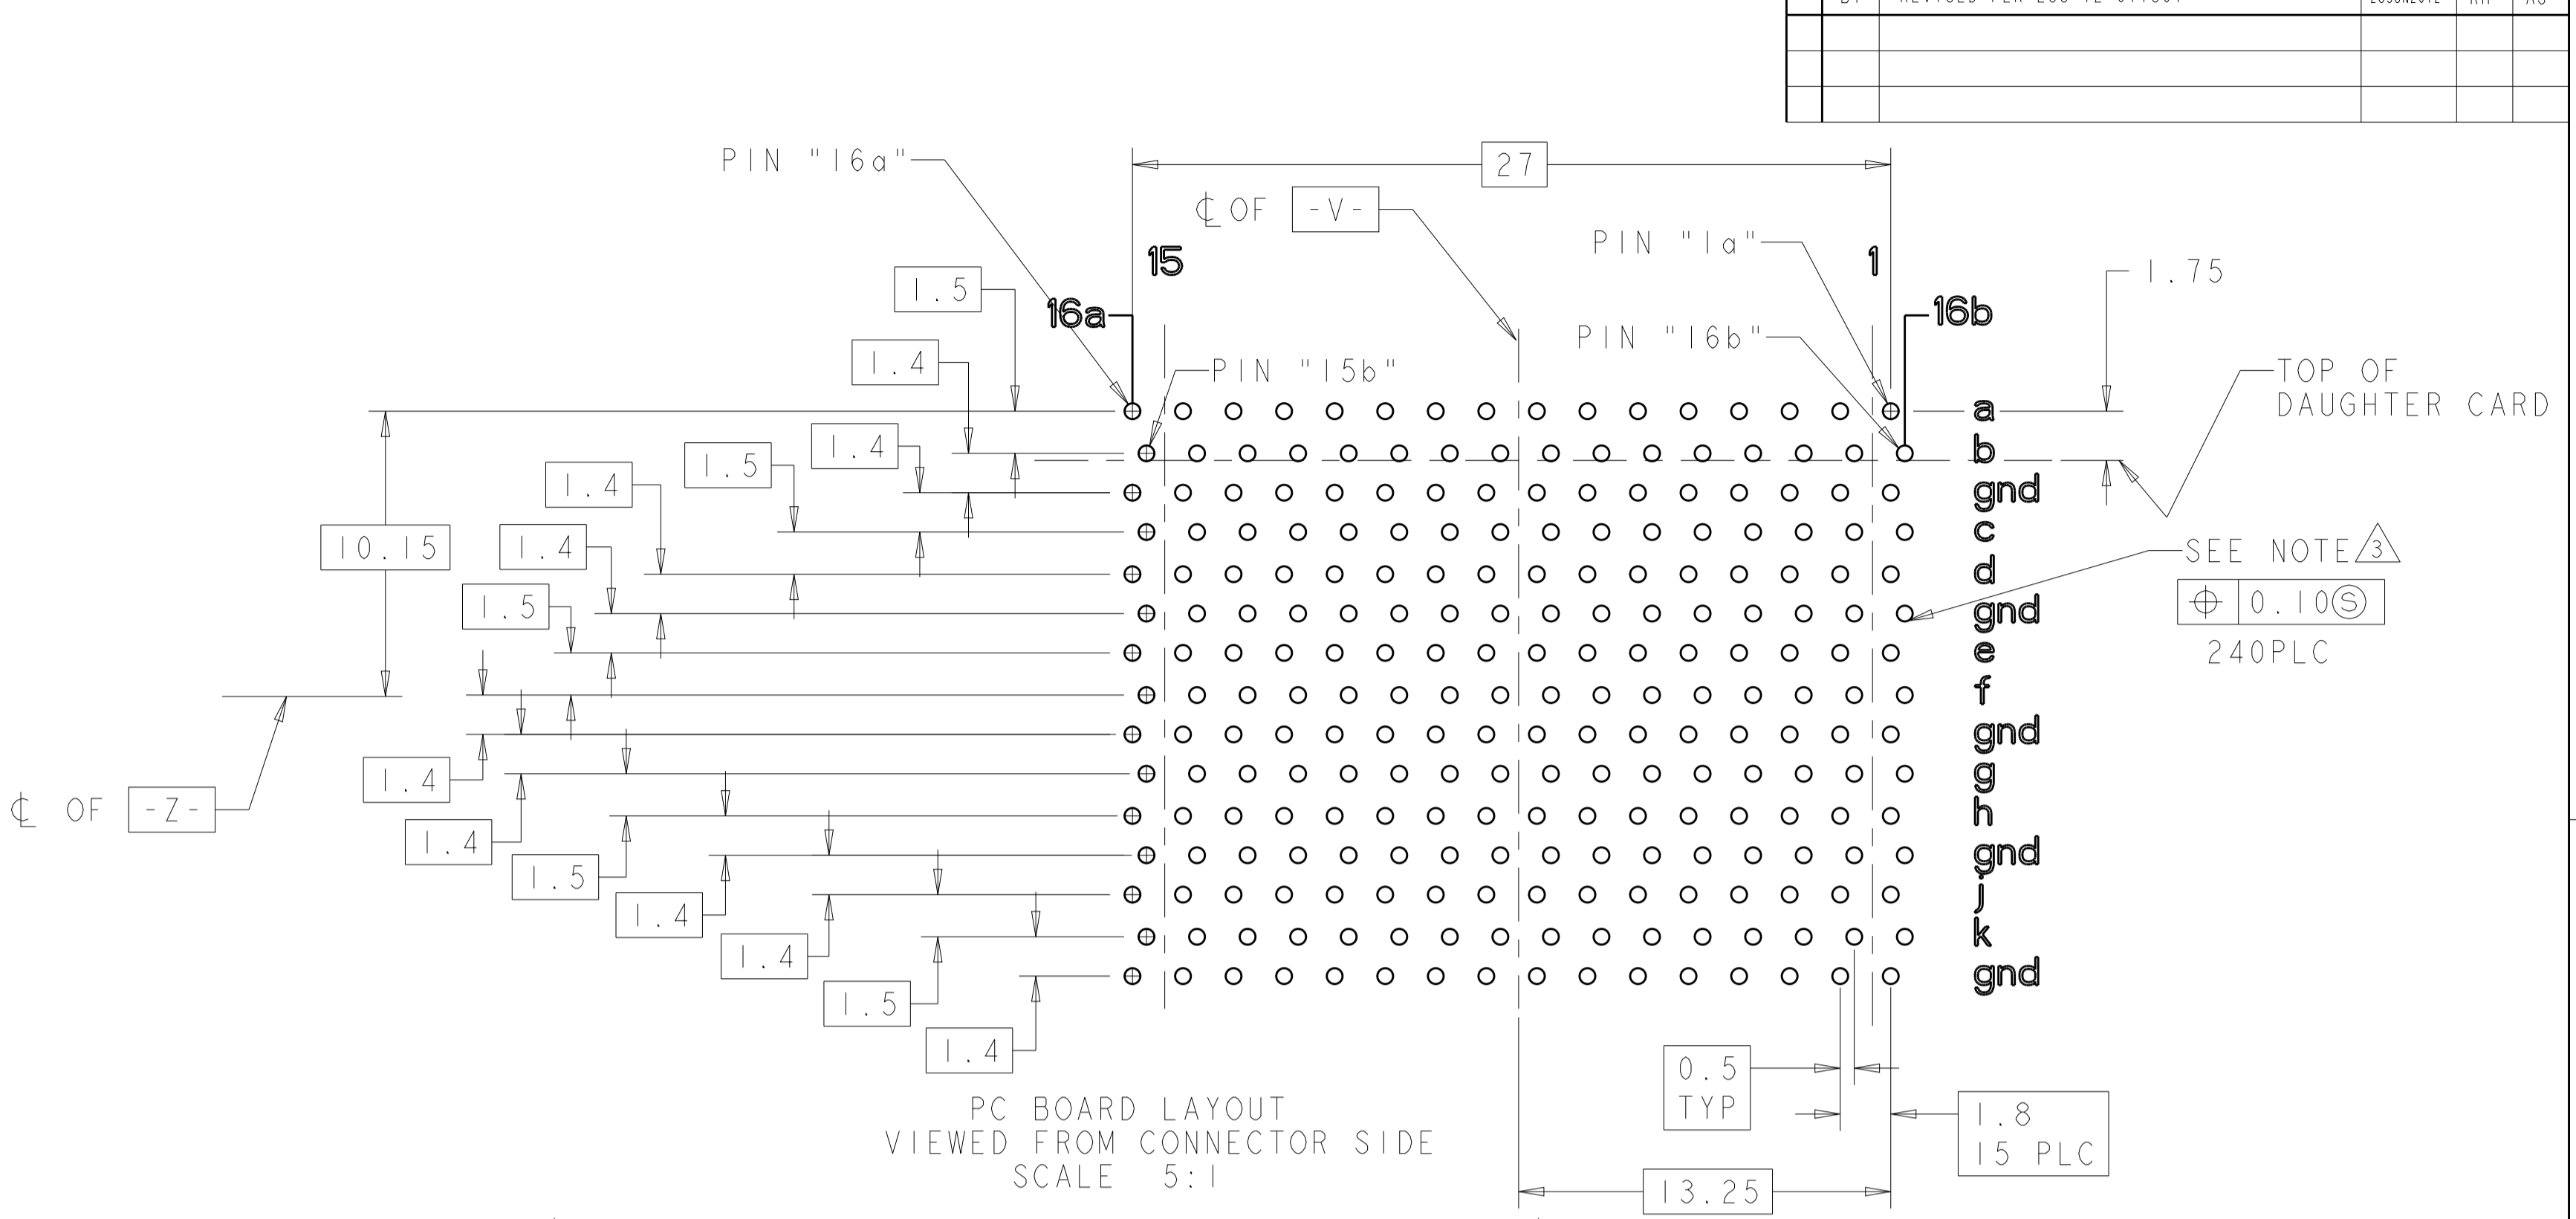 PIN "16a"
27
℄ OF -V-
PIN "1a"
15
1
1.75
1.5
16a
16b
PIN "16b"
1.4
PIN "15b"
TOP OF
DAUGHTER CARD
a
1.4
b
1.5
1.4
gnd
c
10.15
1.4
SEE NOTE 3
d
0.10 Ⓢ
1.5
gnd
240PLC
e
f
gnd
1.4
g
℄ OF -Z-
h
1.4
gnd
1.5
j
1.4
k
1.4
gnd
1.5
1.4
0.5
TYP
PC BOARD LAYOUT
VIEWED FROM CONNECTOR SIDE
SCALE 5:1
1.8
15 PLC
13.25